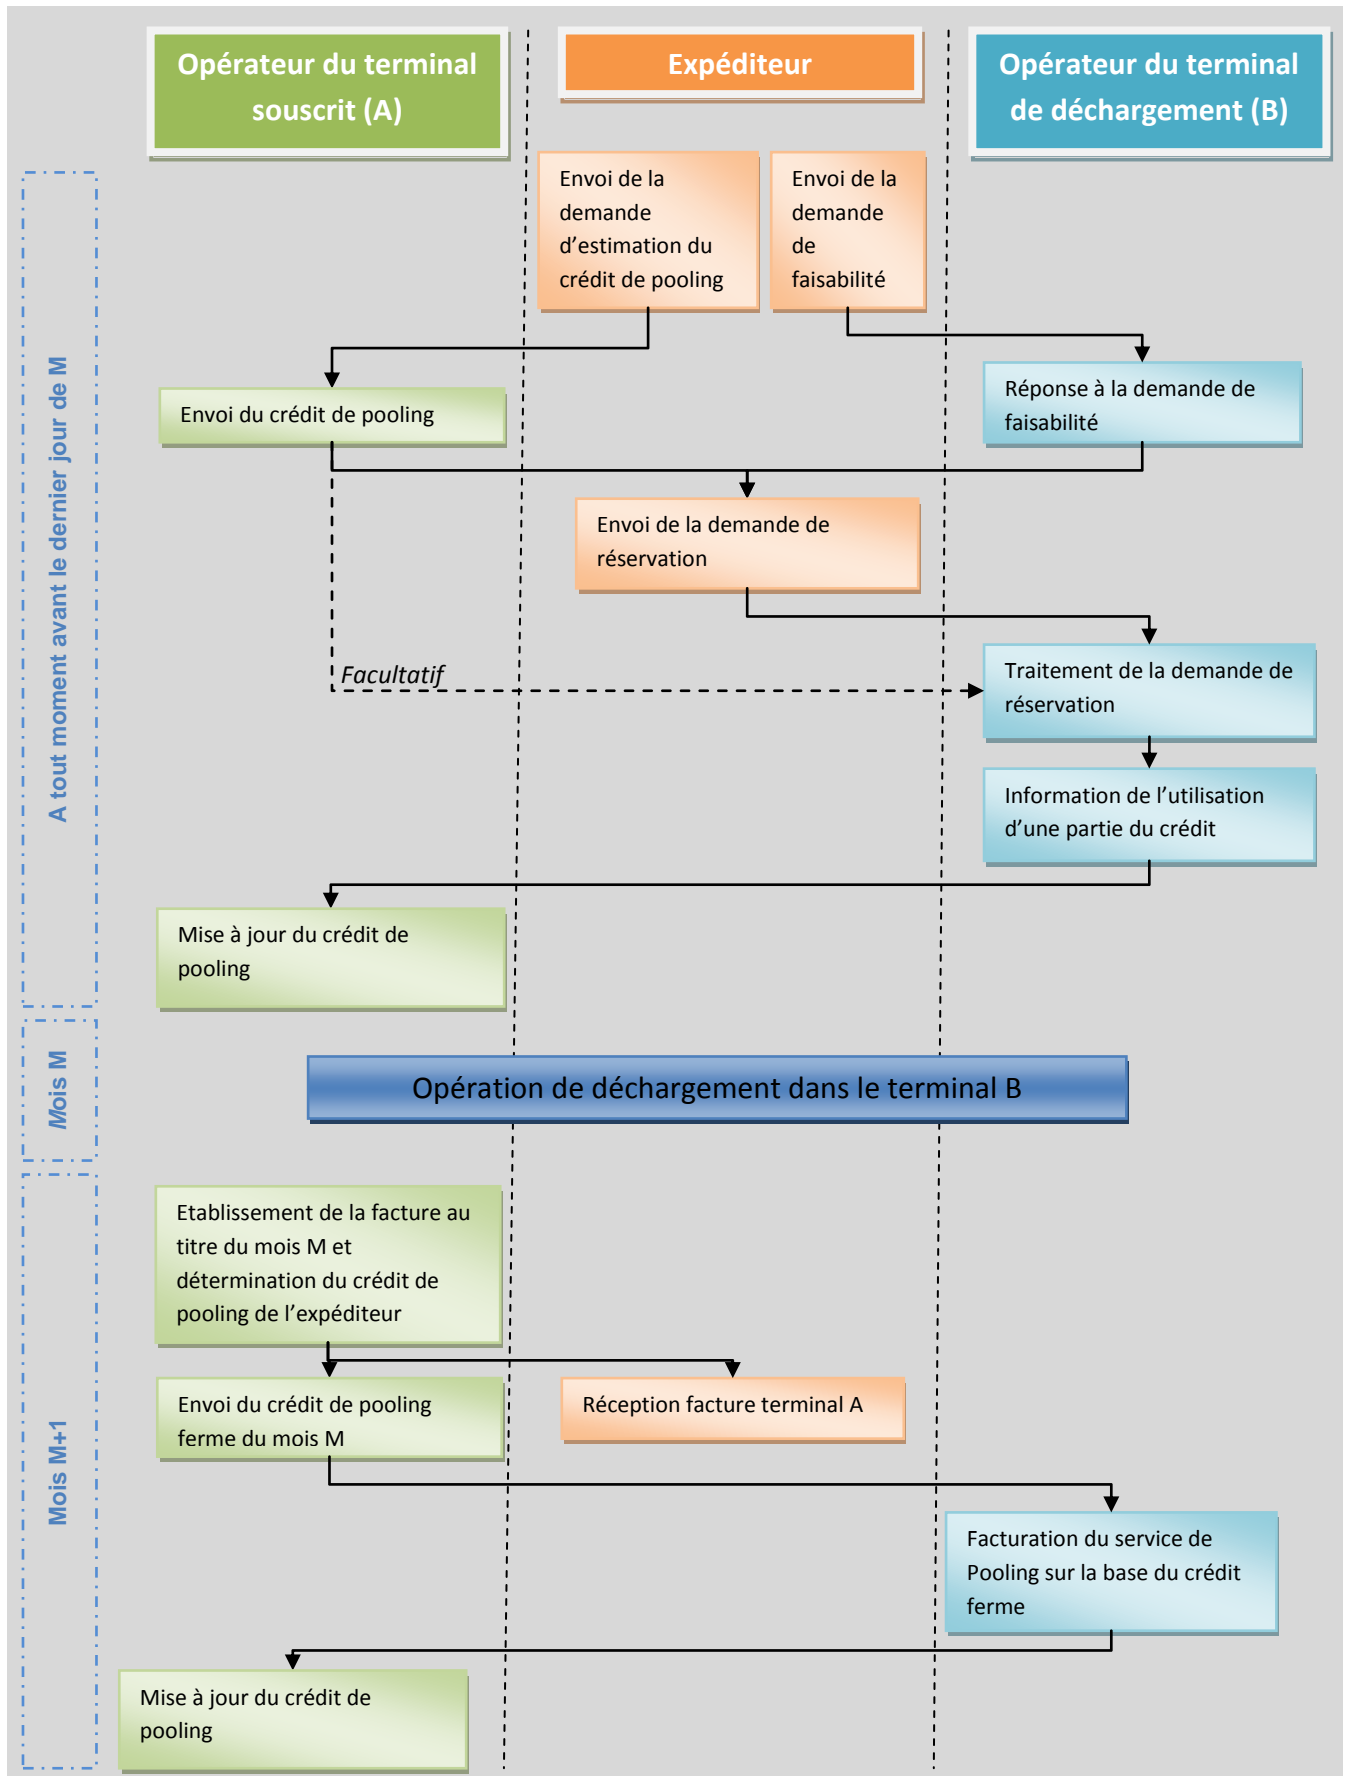 Opérateur du terminal
souscrit (A)
Expéditeur
Opérateur du terminal
de déchargement (B)
A tout moment avant le dernier jour de M
Envoi de la
demande
d'estimation du
crédit de pooling
Envoi de la
demande
de
faisabilité
Envoi du crédit de pooling
Réponse à la demande de
faisabilité
Envoi de la demande de
réservation
Facultatif
Traitement de la demande de
réservation
Information de l'utilisation
d'une partie du crédit
Mise à jour du crédit de
pooling
Mois M
Opération de déchargement dans le terminal B
Mois M+1
Etablissement de la facture au
titre du mois M et
détermination du crédit de
pooling de l'expéditeur
Envoi du crédit de pooling
ferme du mois M
Réception facture terminal A
Facturation du service de
Pooling sur la base du crédit
ferme
Mise à jour du crédit de
pooling